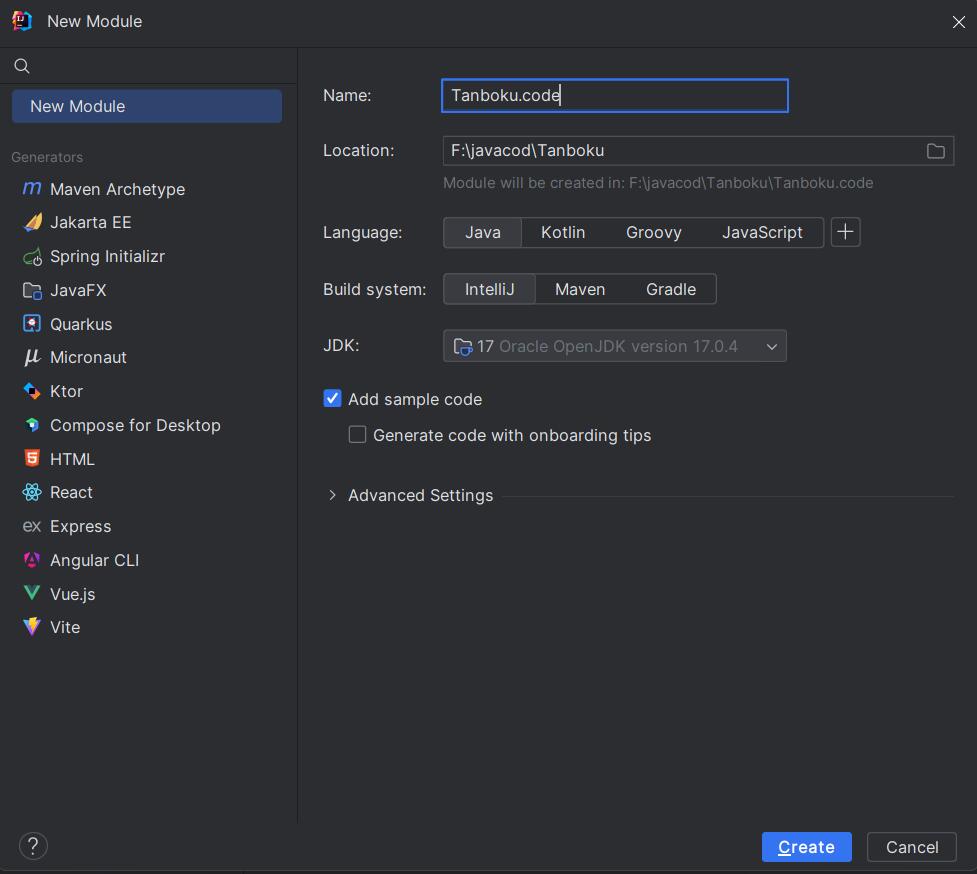 New Module
New Module
Generators
Maven Archetype
Jakarta EE
Spring Initializr
JavaFX
Quarkus
Micronaut
Ktor
Compose for Desktop
HTML
React
ex Express
Angular CLI
Vue.js
Vite
Name: Tanboku.code
Location: F:\javacod\Tanboku
Module will be created in: F:\javacod\Tanboku\Tanboku.code
Language: Java Kotlin Groovy JavaScript
Build system: IntelliJ Maven Gradle
JDK: 17 Oracle OpenJDK version 17.0.4
Add sample code
Generate code with onboarding tips
Advanced Settings
? Create Cancel